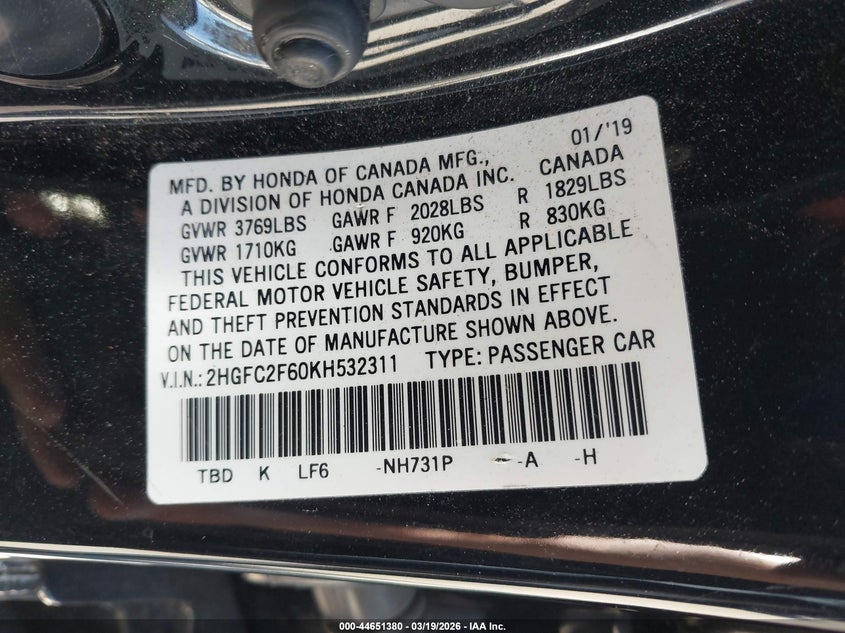 01/'19
MFD. BY HONDA OF CANADA MFG., CANADA
A DIVISION OF HONDA CANADA INC.
GVWR 3769LBS GAWR F 2028LBS R 1829LBS
GVWR 1710KG GAWR F 920KG R 830KG
THIS VEHICLE CONFORMS TO ALL APPLICABLE
FEDERAL MOTOR VEHICLE SAFETY, BUMPER,
AND THEFT PREVENTION STANDARDS IN EFFECT
ON THE DATE OF MANUFACTURE SHOWN ABOVE.
V.I.N.: 2HGFC2F60KH532311 TYPE: PASSENGER CAR
TBD K LF6 -NH731P -A -H
000-44651380 - 03/19/2026 - IAA Inc.